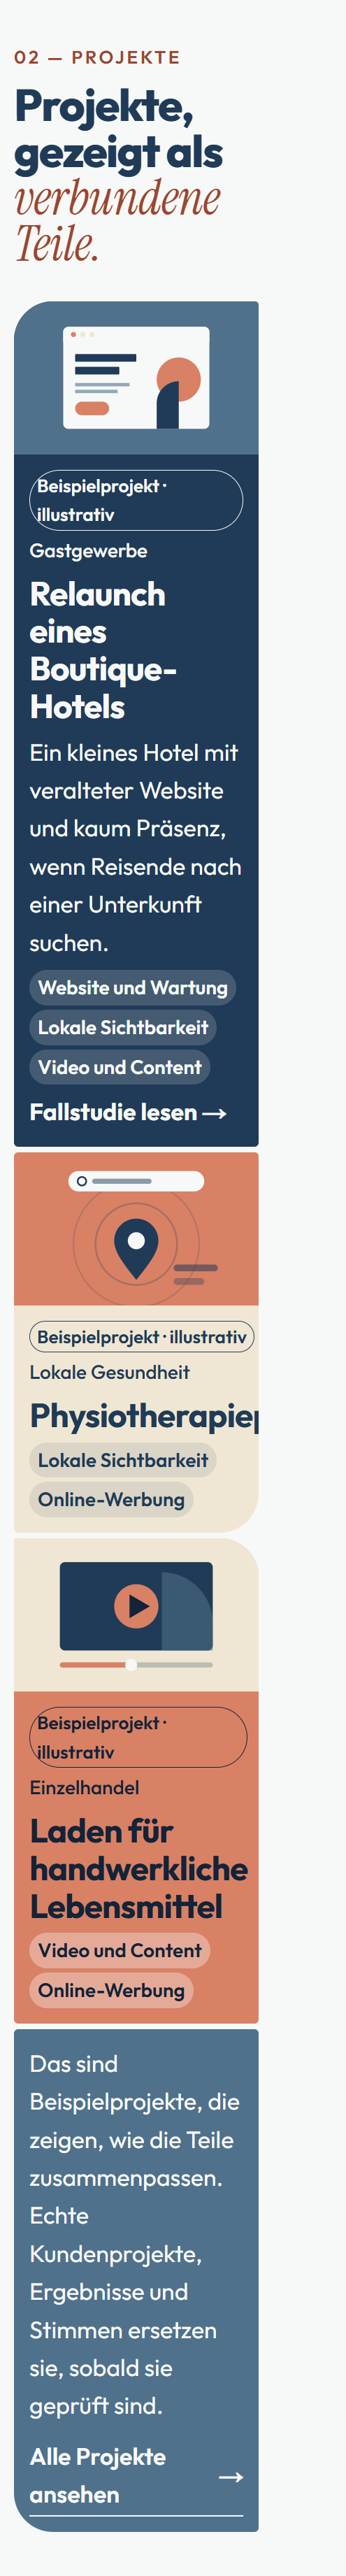 02 — PROJEKTE
Projekte,
gezeigt als
verbundene
Teile.
Beispielprojekt ·
illustrativ
Gastgewerbe
Relaunch
eines
Boutique-
Hotels
Ein kleines Hotel mit
veralteter Website
und kaum Präsenz,
wenn Reisende nach
einer Unterkunft
suchen.
Website und Wartung
Lokale Sichtbarkeit
Video und Content
Fallstudie lesen →
Beispielprojekt · illustrativ
Lokale Gesundheit
Physiotherapie
Lokale Sichtbarkeit
Online-Werbung
Beispielprojekt ·
illustrativ
Einzelhandel
Laden für
handwerkliche
Lebensmittel
Video und Content
Online-Werbung
Das sind
Beispielprojekte, die
zeigen, wie die Teile
zusammenpassen.
Echte
Kundenprojekte,
Ergebnisse und
Stimmen ersetzen
sie, sobald sie
geprüft sind.
Alle Projekte
ansehen →